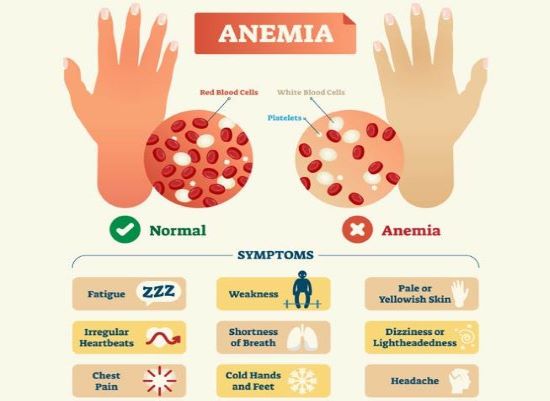 ANEMIA
Red Blood Cells
White Blood Cells
Platelets
Normal
Anemia
SYMPTOMS
Fatigue
ZZZ
Weakness
Pale or
Yellowish Skin
Irregular
Heartbeats
Shortness
of Breath
Dizziness or
Lightheadedness
Chest
Pain
Cold Hands
and Feet
Headache